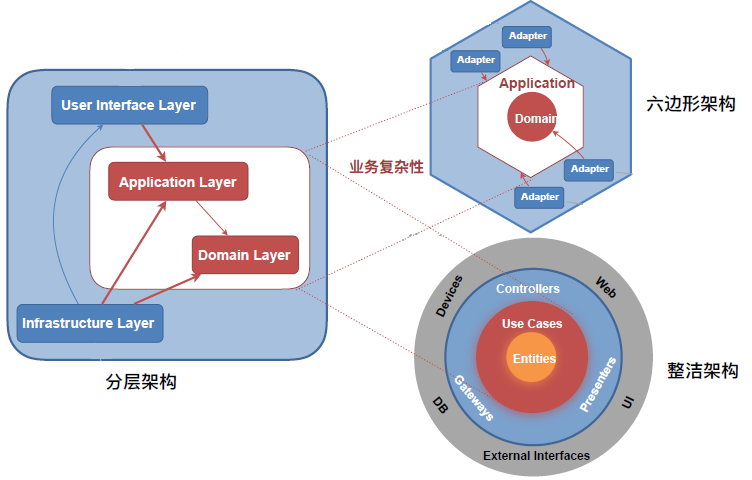 User Interface Layer
Application Layer
Domain Layer
Infrastructure Layer
分层架构
业务复杂性
Adapter
Adapter
Application
Domain
Adapter
Adapter
六边形架构
Devices
Web
Controllers
Use Cases
Entities
Gateways
Presenters
DB
UI
External Interfaces
整洁架构